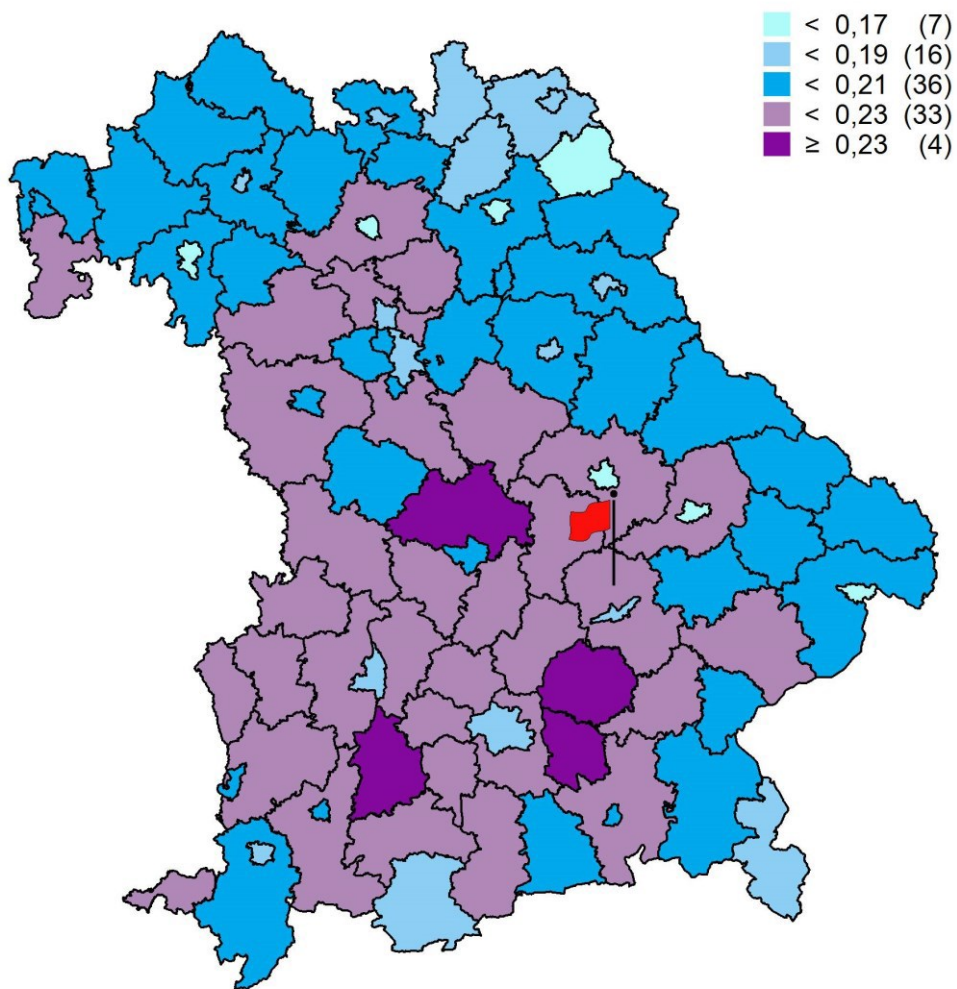 < 0,17 (7)
< 0,19 (16)
< 0,21 (36)
< 0,23 (33)
≥ 0,23 (4)